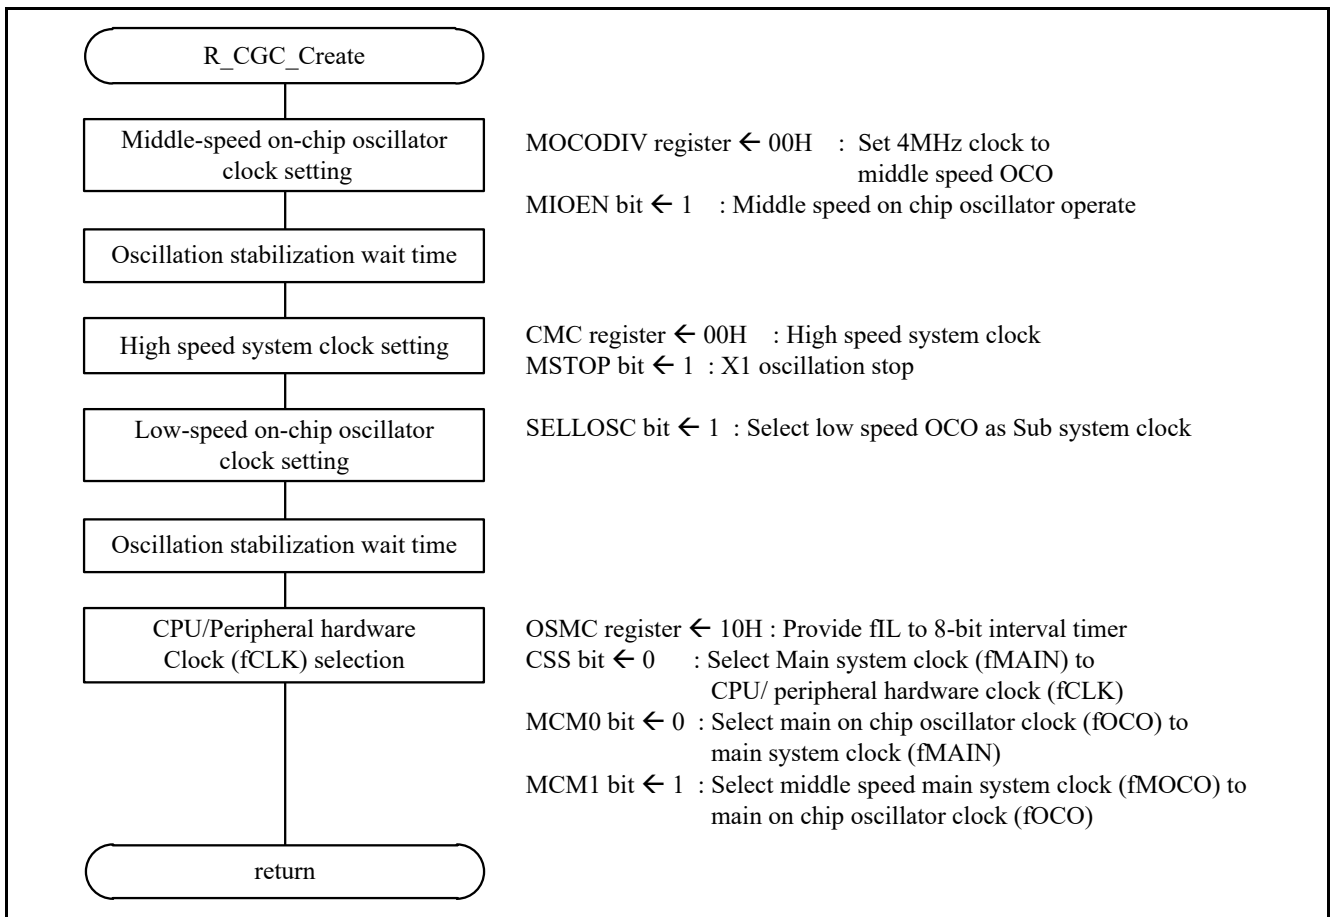 R_CGC_Create
Middle-speed on-chip oscillator
clock setting
MOCODIV register ← 00H : Set 4MHz clock to
middle speed OCO
MIOEN bit ← 1 : Middle speed on chip oscillator operate
Oscillation stabilization wait time
High speed system clock setting
CMC register ← 00H : High speed system clock
MSTOP bit ← 1 : X1 oscillation stop
Low-speed on-chip oscillator
clock setting
SELLOSC bit ← 1 : Select low speed OCO as Sub system clock
Oscillation stabilization wait time
CPU/Peripheral hardware
Clock (fCLK) selection
OSMC register ← 10H : Provide fIL to 8-bit interval timer
CSS bit ← 0 : Select Main system clock (fMAIN) to
CPU/ peripheral hardware clock (fCLK)
MCM0 bit ← 0 : Select main on chip oscillator clock (fOCO) to
main system clock (fMAIN)
MCM1 bit ← 1 : Select middle speed main system clock (fMOCO) to
main on chip oscillator clock (fOCO)
return